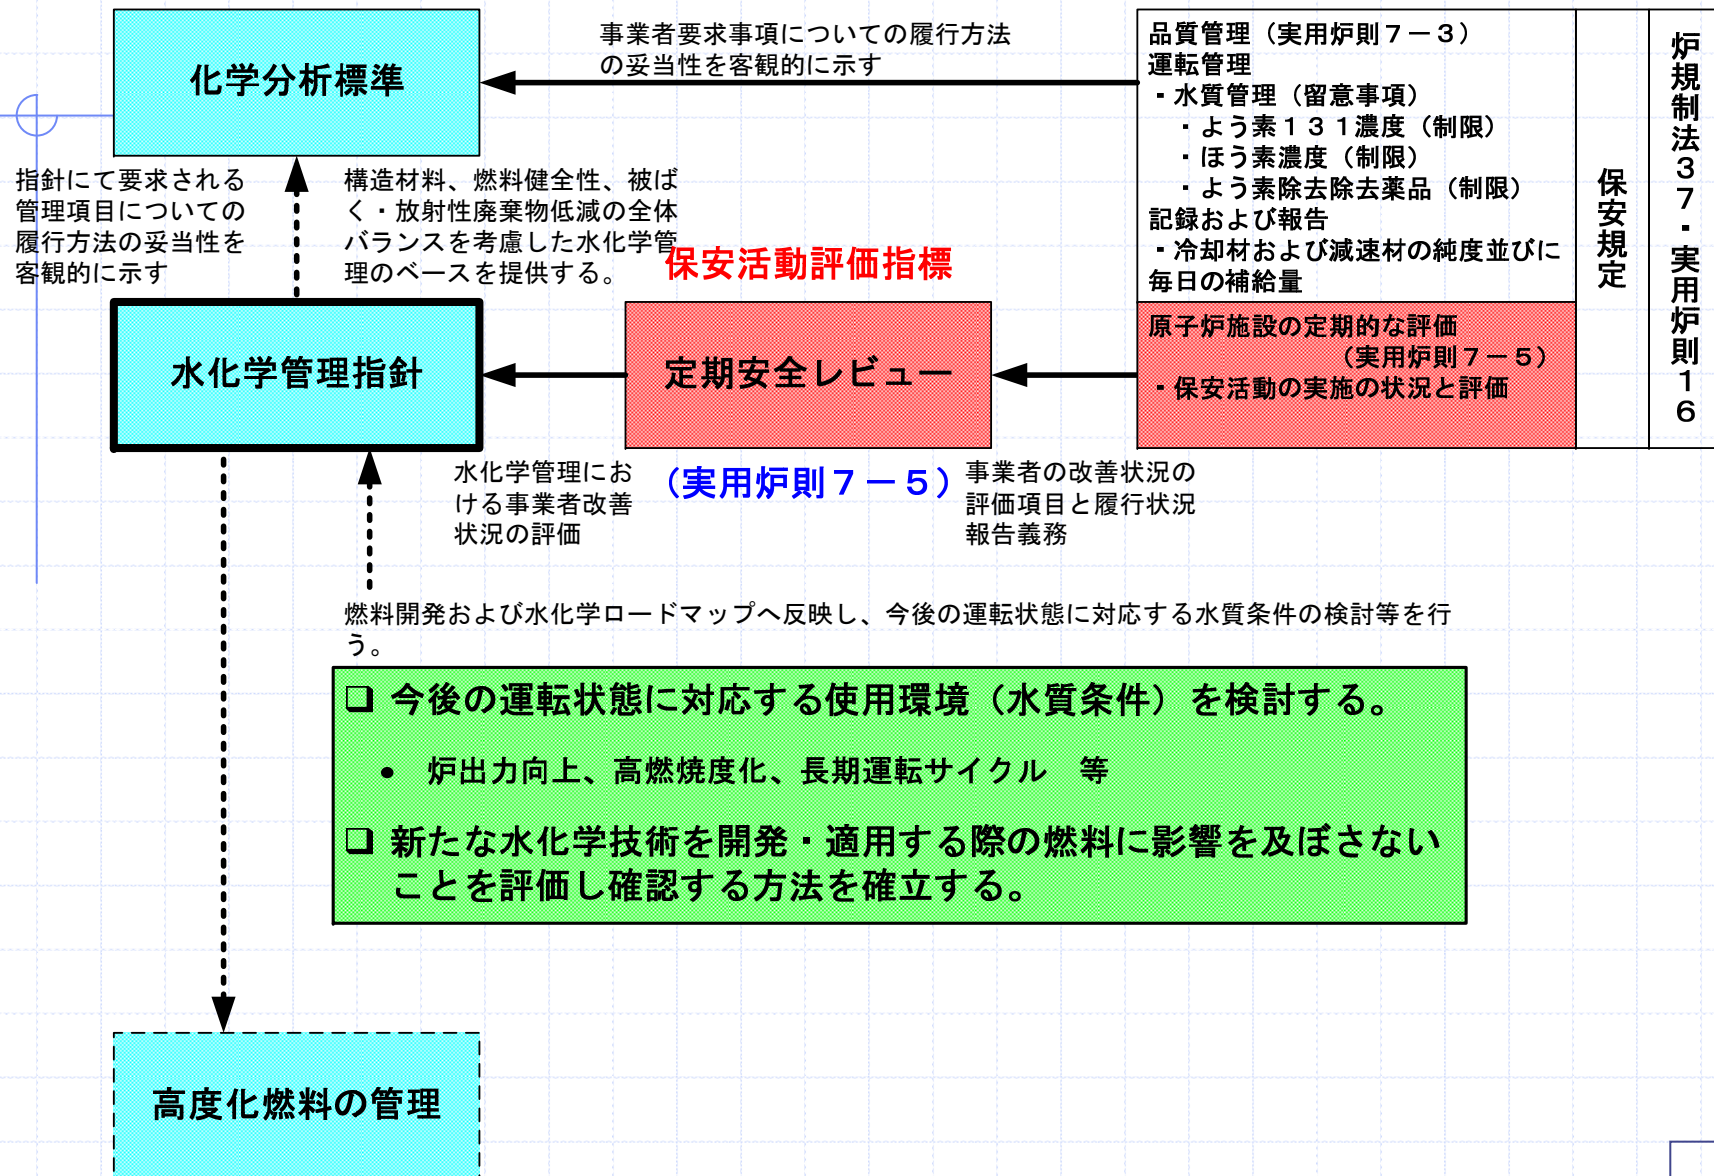 化学分析標準
事業者要求事項についての履行方法
の妥当性を客観的に示す
品質管理（実用炉則７－３）
運転管理
・水質管理（留意事項）
・よう素１３１濃度（制限）
・ほう素濃度（制限）
・よう素除去除去薬品（制限）
記録および報告
・冷却材および減速材の純度並びに
毎日の補給量
保安規定
炉規制法３７・実用炉則１６
指針にて要求される
管理項目についての
履行方法の妥当性を
客観的に示す
構造材料、燃料健全性、被ば
く・放射性廃棄物低減の全体
バランスを考慮した水化学管
理のベースを提供する。
保安活動評価指標
水化学管理指針
定期安全レビュー
原子炉施設の定期的な評価
（実用炉則７－５）
・保安活動の実施の状況と評価
水化学管理にお
ける事業者改善
状況の評価
（実用炉則７－５）
事業者の改善状況の
評価項目と履行状況
報告義務
燃料開発および水化学ロードマップへ反映し、今後の運転状態に対応する水質条件の検討等を行
う。
❑ 今後の運転状態に対応する使用環境（水質条件）を検討する。
• 炉出力向上、高燃焼度化、長期運転サイクル　等
❑ 新たな水化学技術を開発・適用する際の燃料に影響を及ぼさない
ことを評価し確認する方法を確立する。
高度化燃料の管理